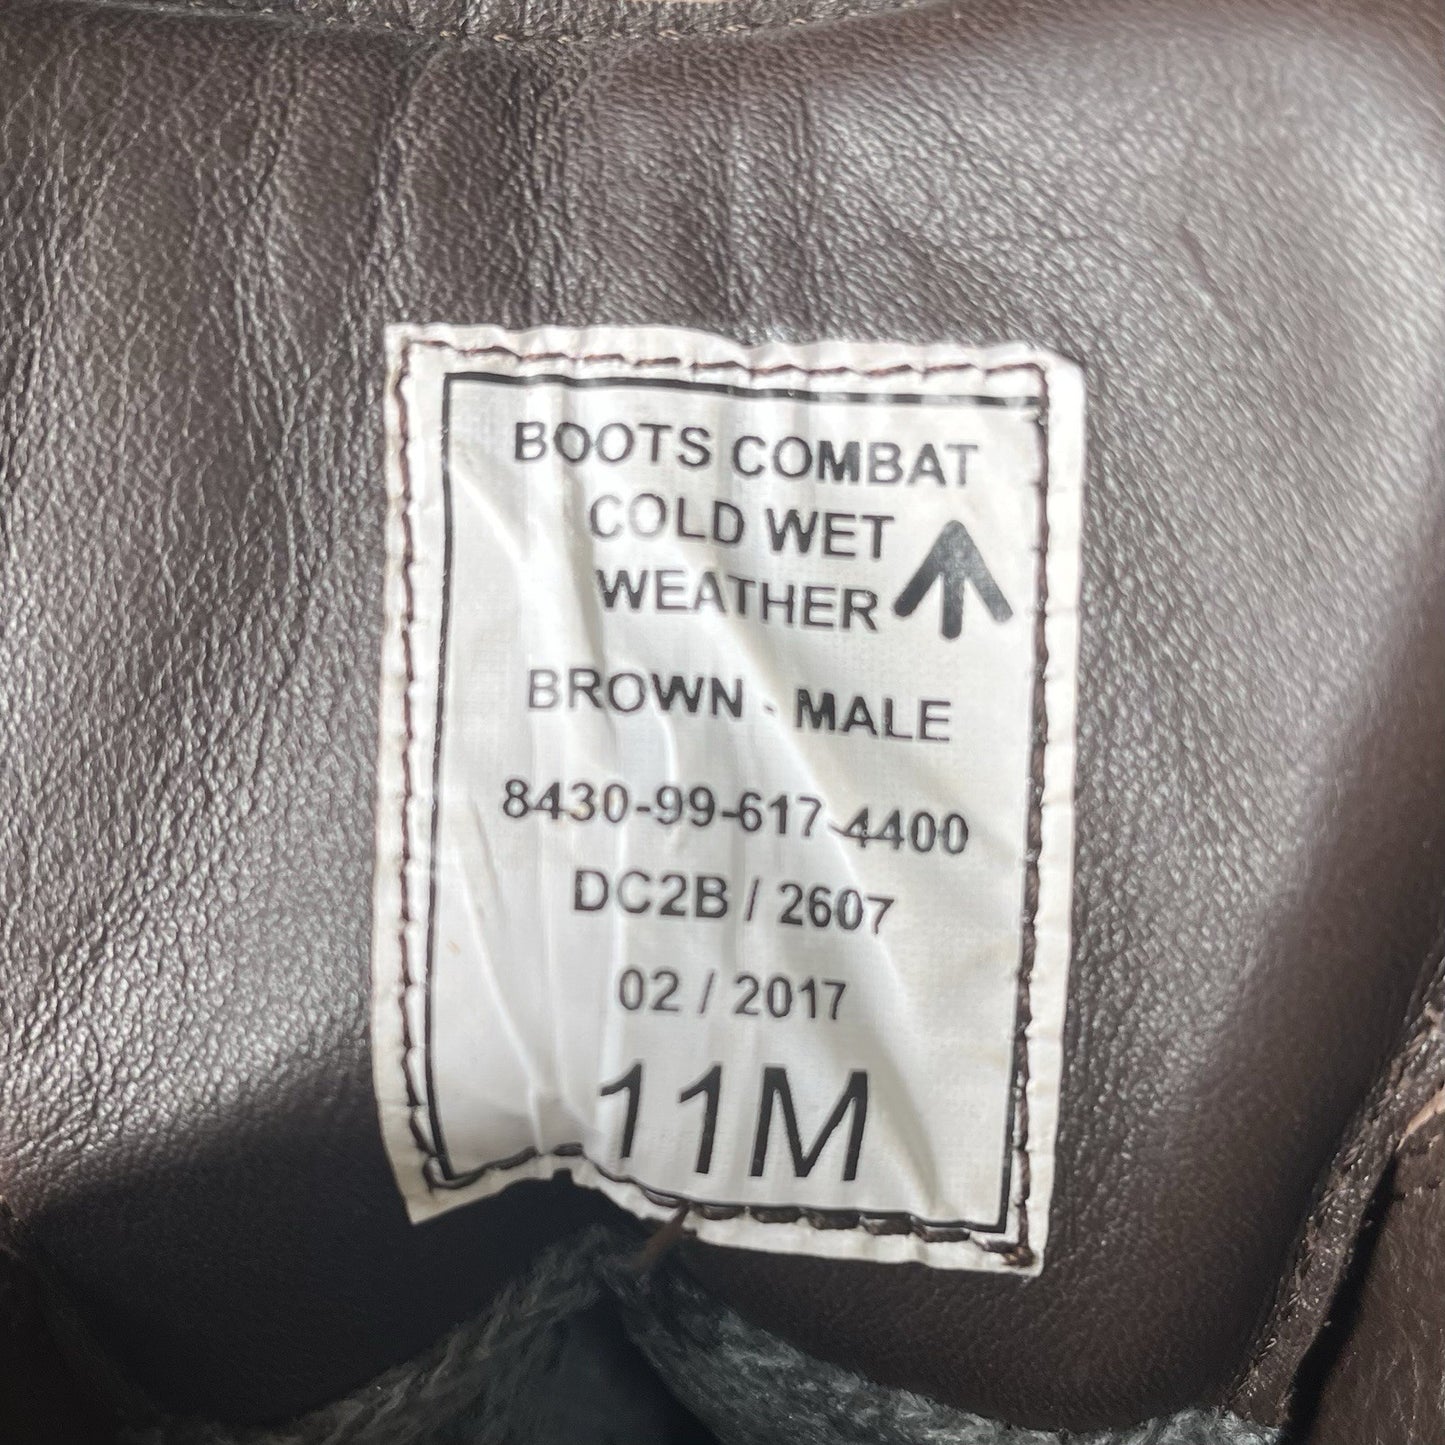 BOOTS COMBAT
COLD WET
WEATHER
BROWN - MALE
8430-99-617-4400
DC2B / 2607
02 / 2017
11M